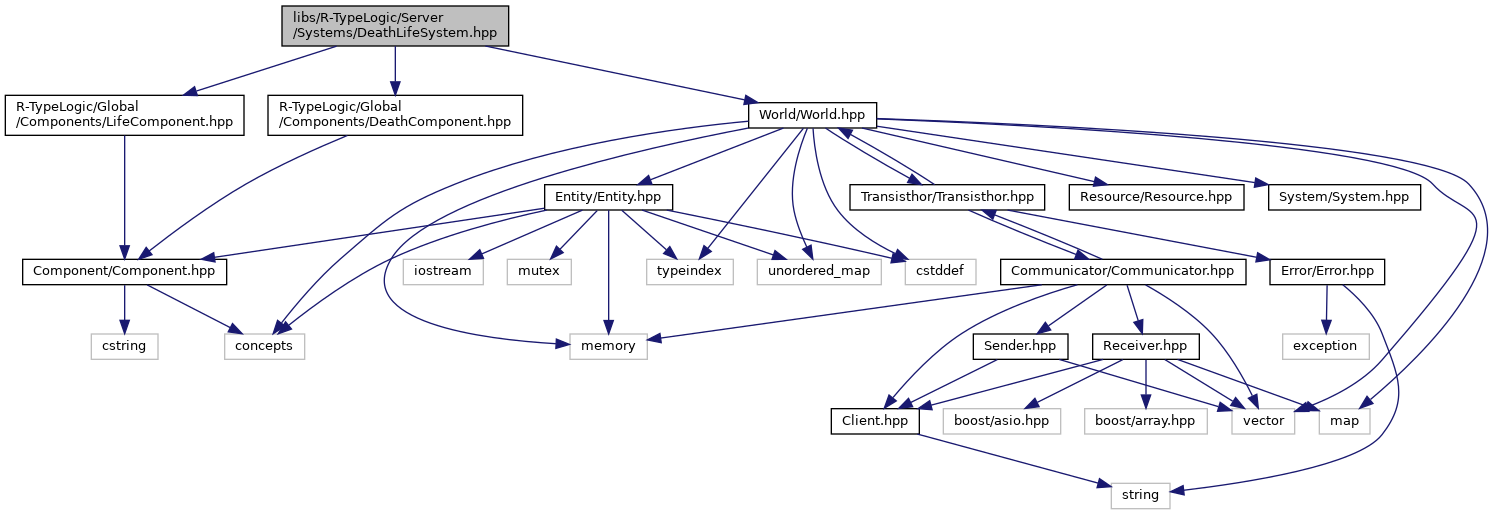 libs/R-TypeLogic/Server
/Systems/DeathLifeSystem.hpp
R-TypeLogic/Global
/Components/LifeComponent.hpp
R-TypeLogic/Global
/Components/DeathComponent.hpp
World/World.hpp
Entity/Entity.hpp
Transisthor/Transisthor.hpp
Resource/Resource.hpp
System/System.hpp
Component/Component.hpp
iostream
mutex
typeindex
unordered_map
cstddef
Communicator/Communicator.hpp
Error/Error.hpp
cstring
concepts
memory
Sender.hpp
Receiver.hpp
exception
Client.hpp
boost/asio.hpp
boost/array.hpp
vector
map
string